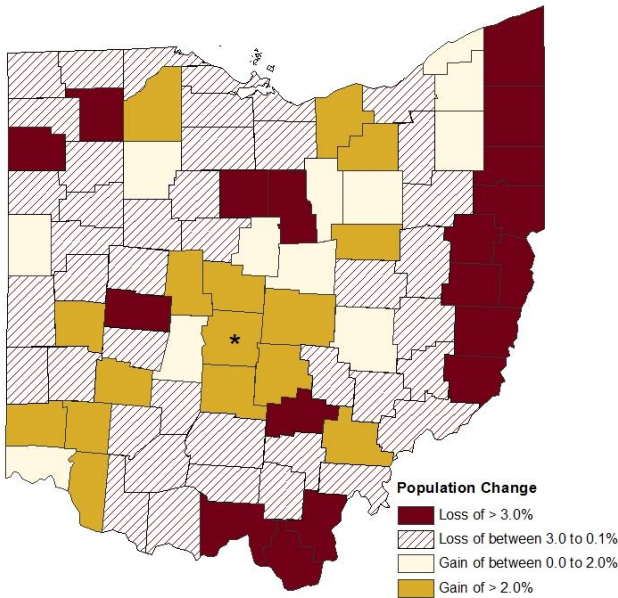 *
Population Change
Loss of > 3.0%
Loss of between 3.0 to 0.1%
Gain of between 0.0 to 2.0%
Gain of > 2.0%